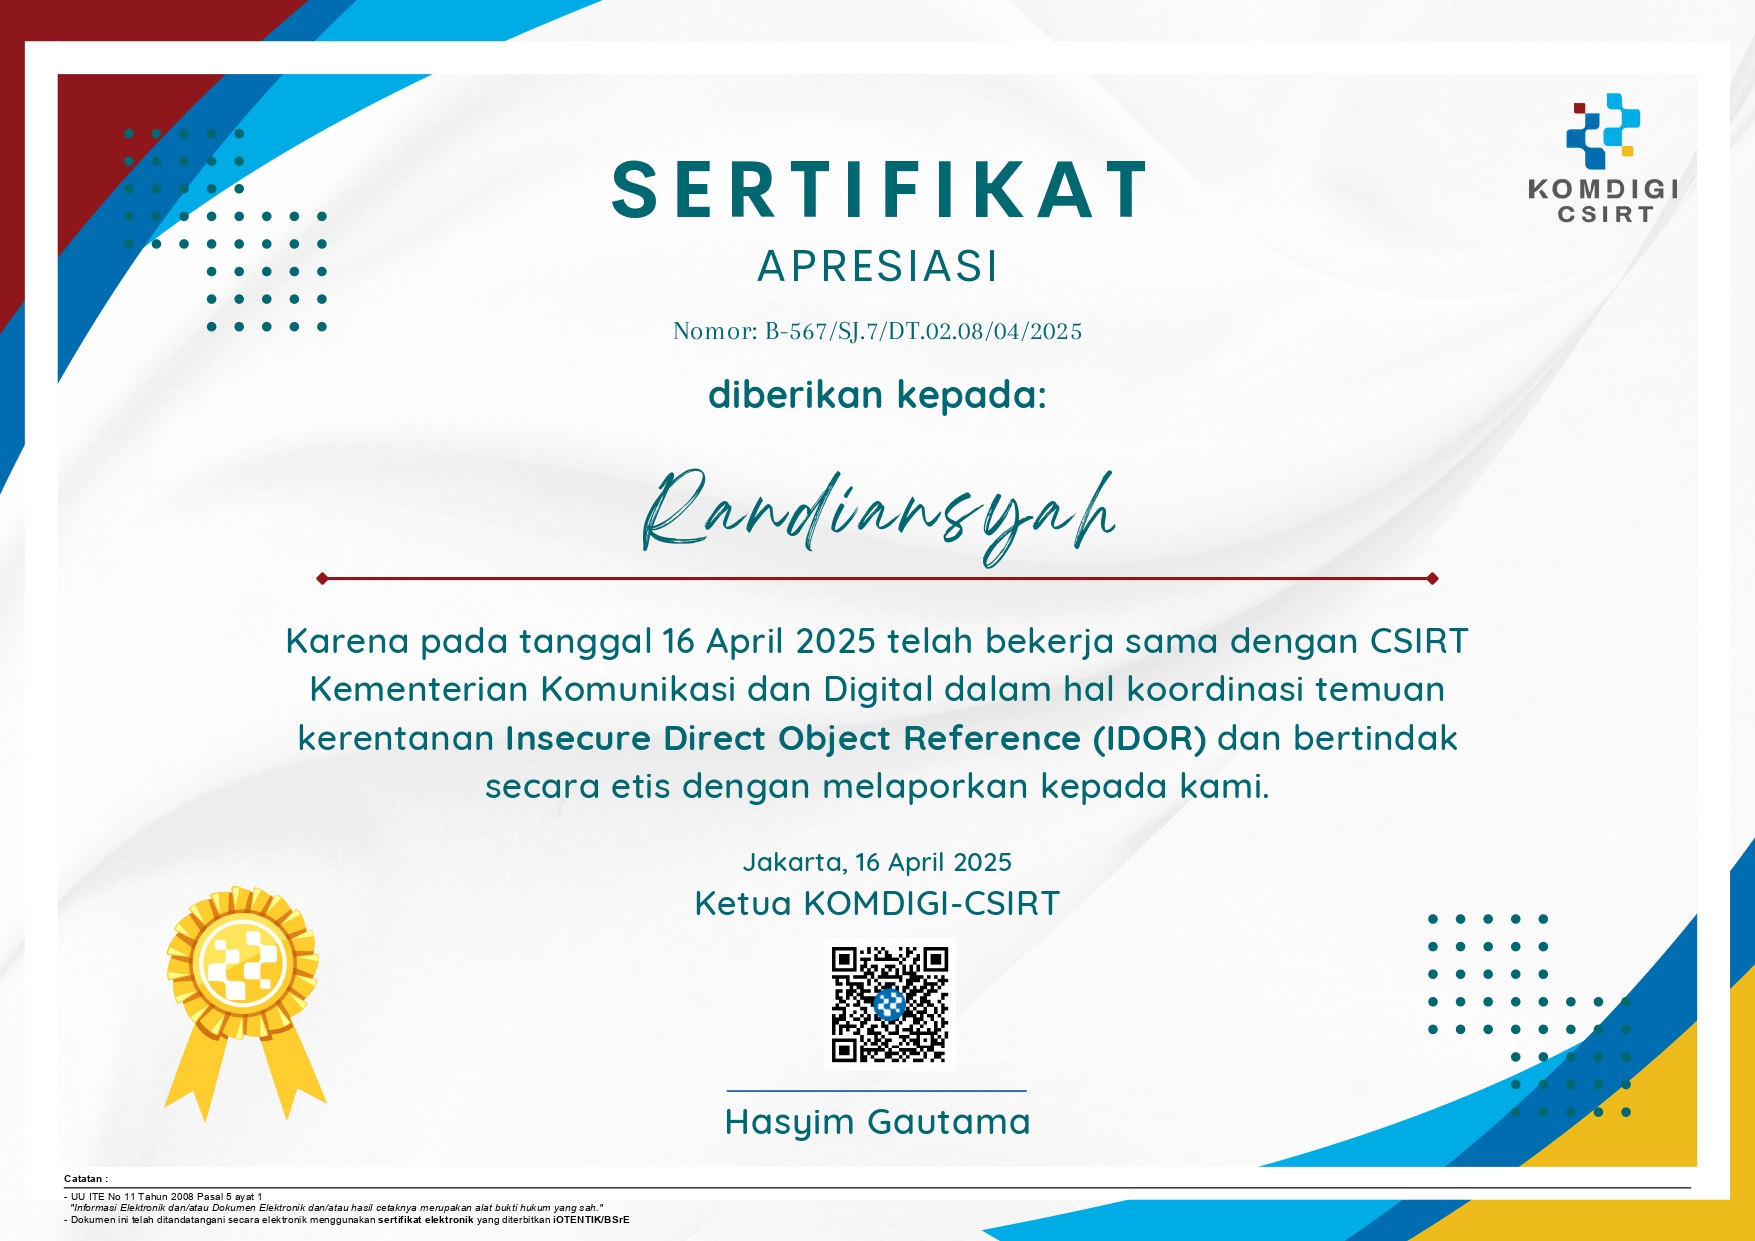 KOMDIGI
CSIRT
SERTIFIKAT
APRESIASI
Nomor: B-567/SJ.7/DT.02.08/04/2025
diberikan kepada:
Randiansyah
Karena pada tanggal 16 April 2025 telah bekerja sama dengan CSIRT
Kementerian Komunikasi dan Digital dalam hal koordinasi temuan
kerentanan Insecure Direct Object Reference (IDOR) dan bertindak
secara etis dengan melaporkan kepada kami.
Jakarta, 16 April 2025
Ketua KOMDIGI-CSIRT
Hasyim Gautama
Catatan :
- UU ITE No 11 Tahun 2008 Pasal 5 ayat 1
"Informasi Elektronik dan/atau Dokumen Elektronik dan/atau hasil cetaknya merupakan alat bukti hukum yang sah."
- Dokumen ini telah ditandatangani secara elektronik menggunakan sertifikat elektronik yang diterbitkan iOTENTIK/BSrE